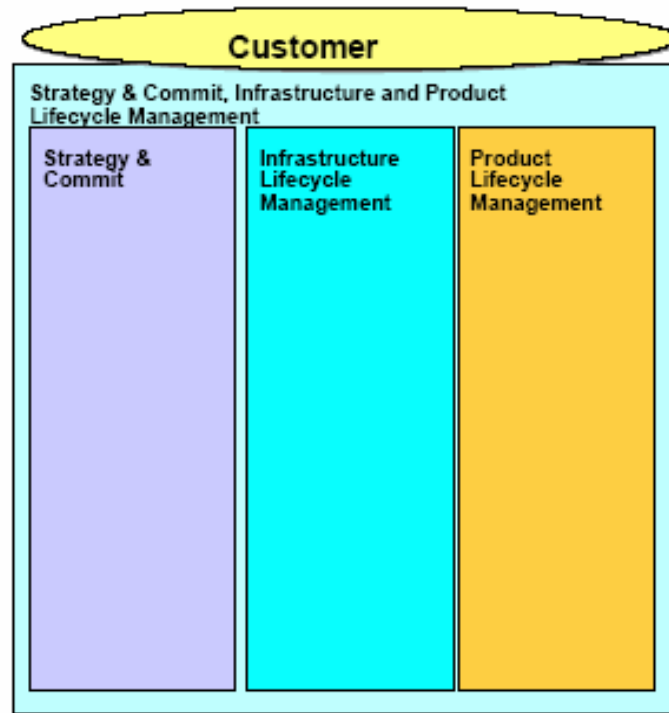 Customer
Strategy & Commit, Infrastructure and Product
Lifecycle Management
Strategy &
Commit
Infrastructure
Lifecycle
Management
Product
Lifecycle
Management